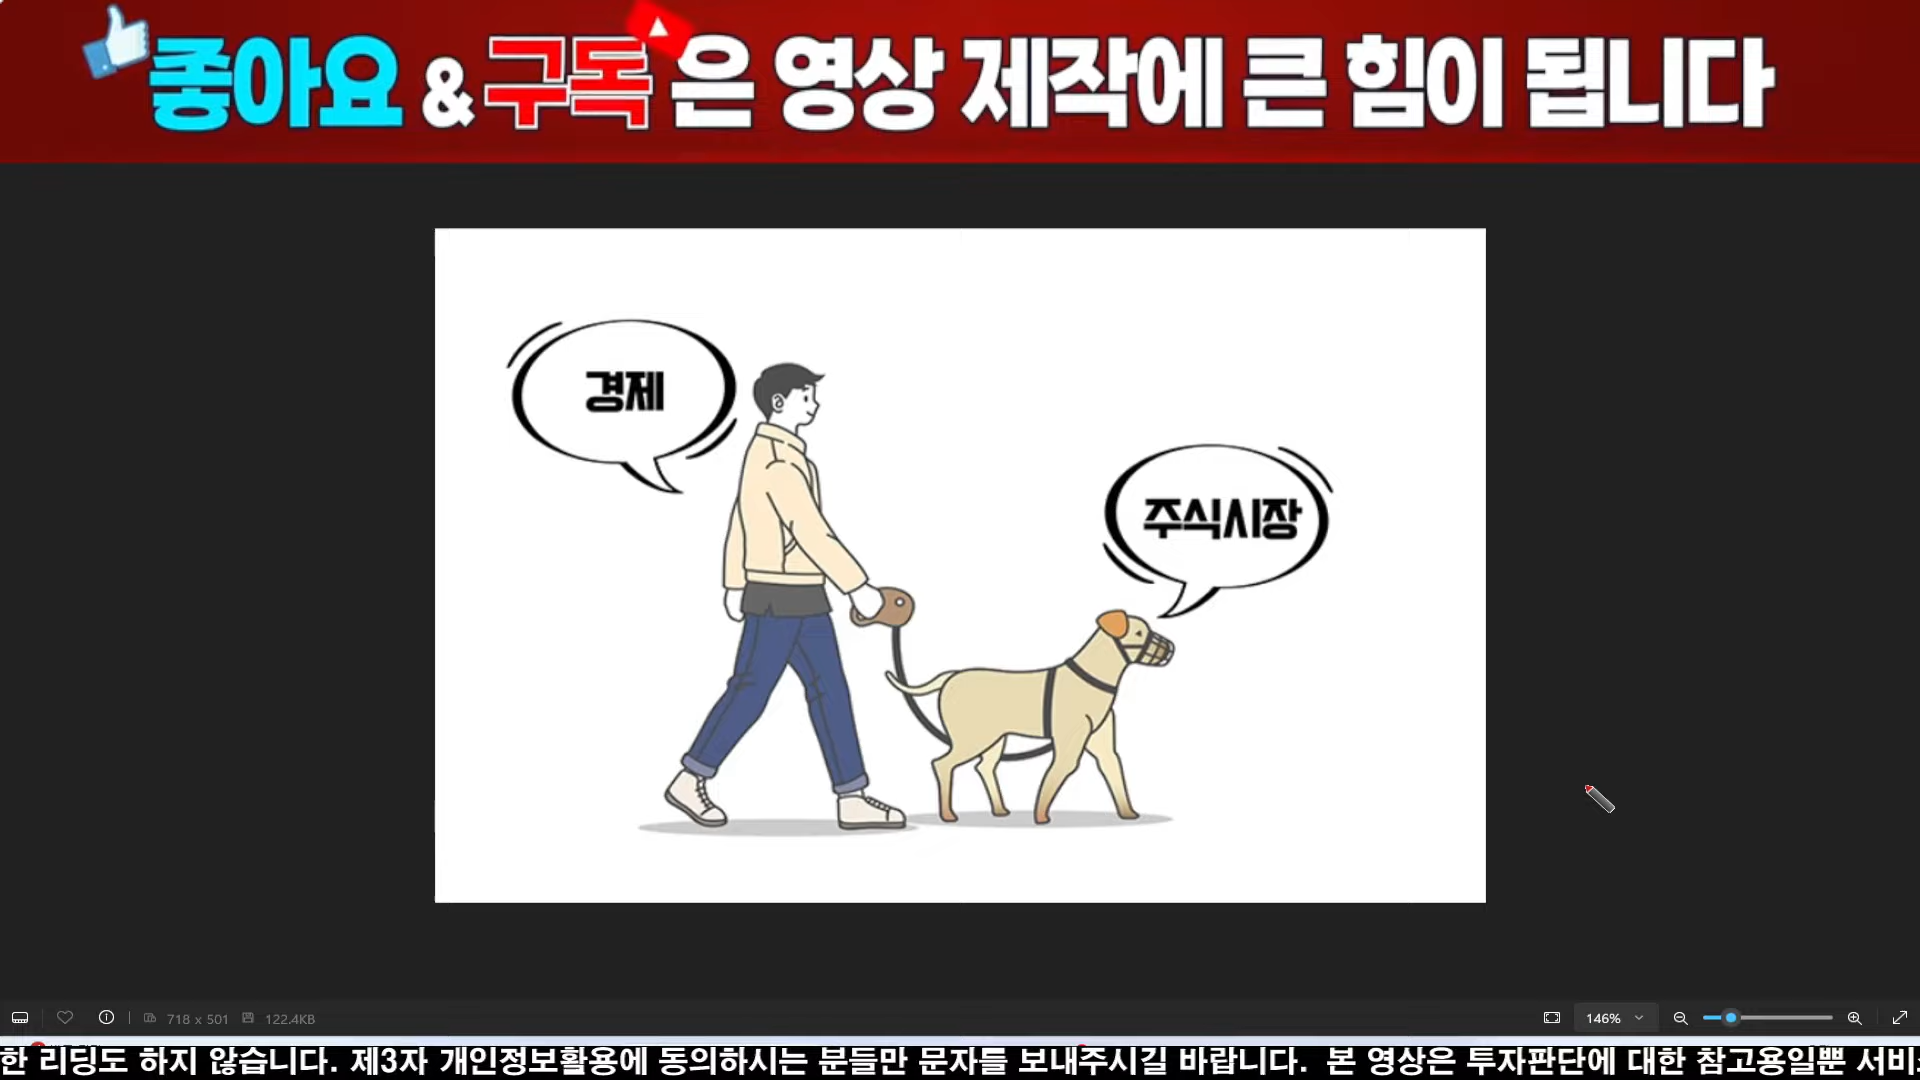 좋아요 & 구독은 영상 제작에 큰 힘이 됩니다
경제
주식시장
718 x 501 122.4KB
146%
한 리딩도 하지 않습니다. 제3자 개인정보활용에 동의하시는 분들만 문자를 보내주시길 바랍니다. 본 영상은 투자판단에 대한 참고용일뿐 서비